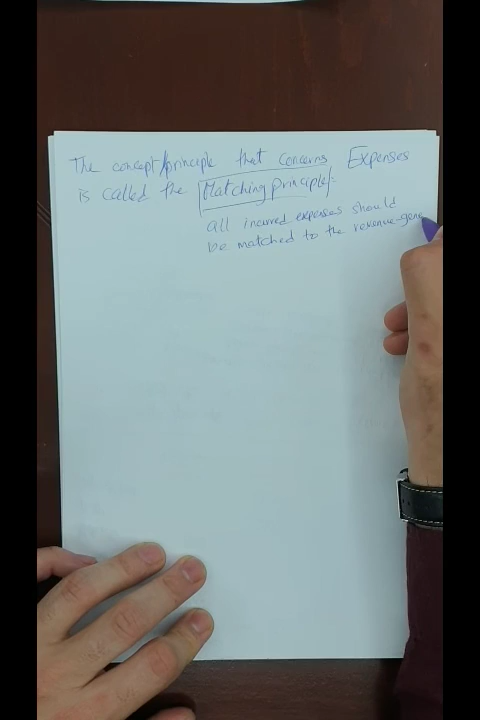 The concept/principle that concerns Expenses
is called the Matching principle:
all incurred expenses should
be matched to the revenue-gene